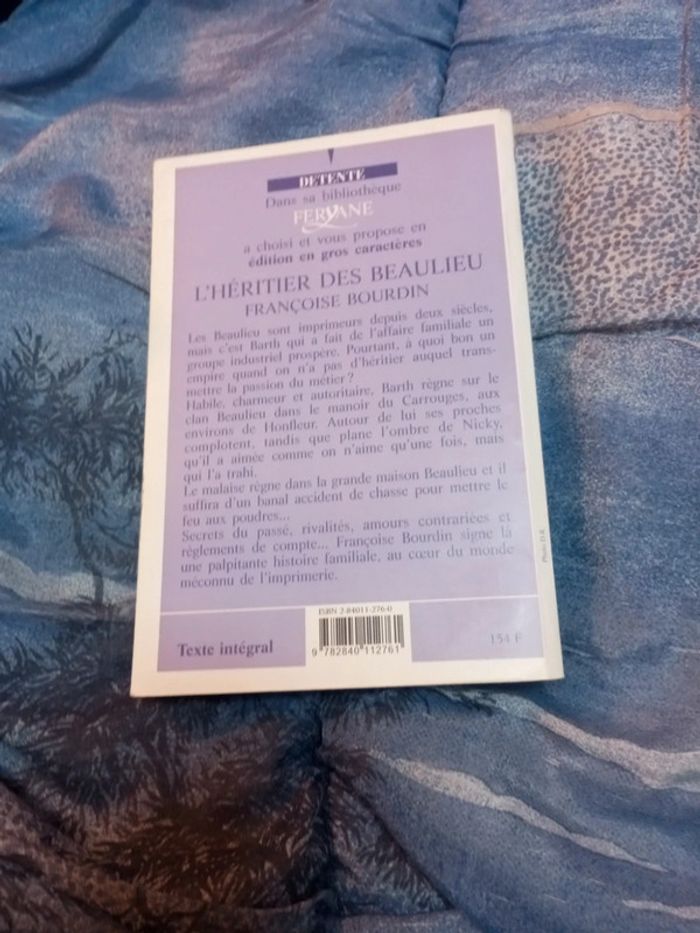 DÉTENTE
Dans sa bibliothèque
FERYANE
a choisi et vous propose en
édition en gros caractères
L'HÉRITIER DES BEAULIEU
FRANÇOISE BOURDIN
Les Beaulieu sont imprimeurs depuis deux siècles,
mais c'est Barth qui a fait de l'affaire familiale un
groupe industriel prospère. Pourtant, à quoi bon un
empire quand on n'a pas d'héritier auquel trans-
mettre la passion du métier ?
Habile, charmeur et autoritaire, Barth règne sur le
clan Beaulieu dans le manoir du Carrouges, aux
environs de Honfleur. Autour de lui ses proches
complotent, tandis que plane l'ombre de Nicky,
qu'il a aimée comme on n'aime qu'une fois, mais
qui l'a trahi.
Le malaise règne dans la grande maison Beaulieu et il
suffira d'un banal accident de chasse pour mettre le
feu aux poudres...
Secrets du passé, rivalités, amours contrariées et
règlements de compte... Françoise Bourdin signe là
une palpitante histoire familiale, au cœur du monde
méconnu de l'imprimerie.
Photo: D.R.
ISBN 2-84011-276-0
Texte intégral
9 782840 112761
154 F